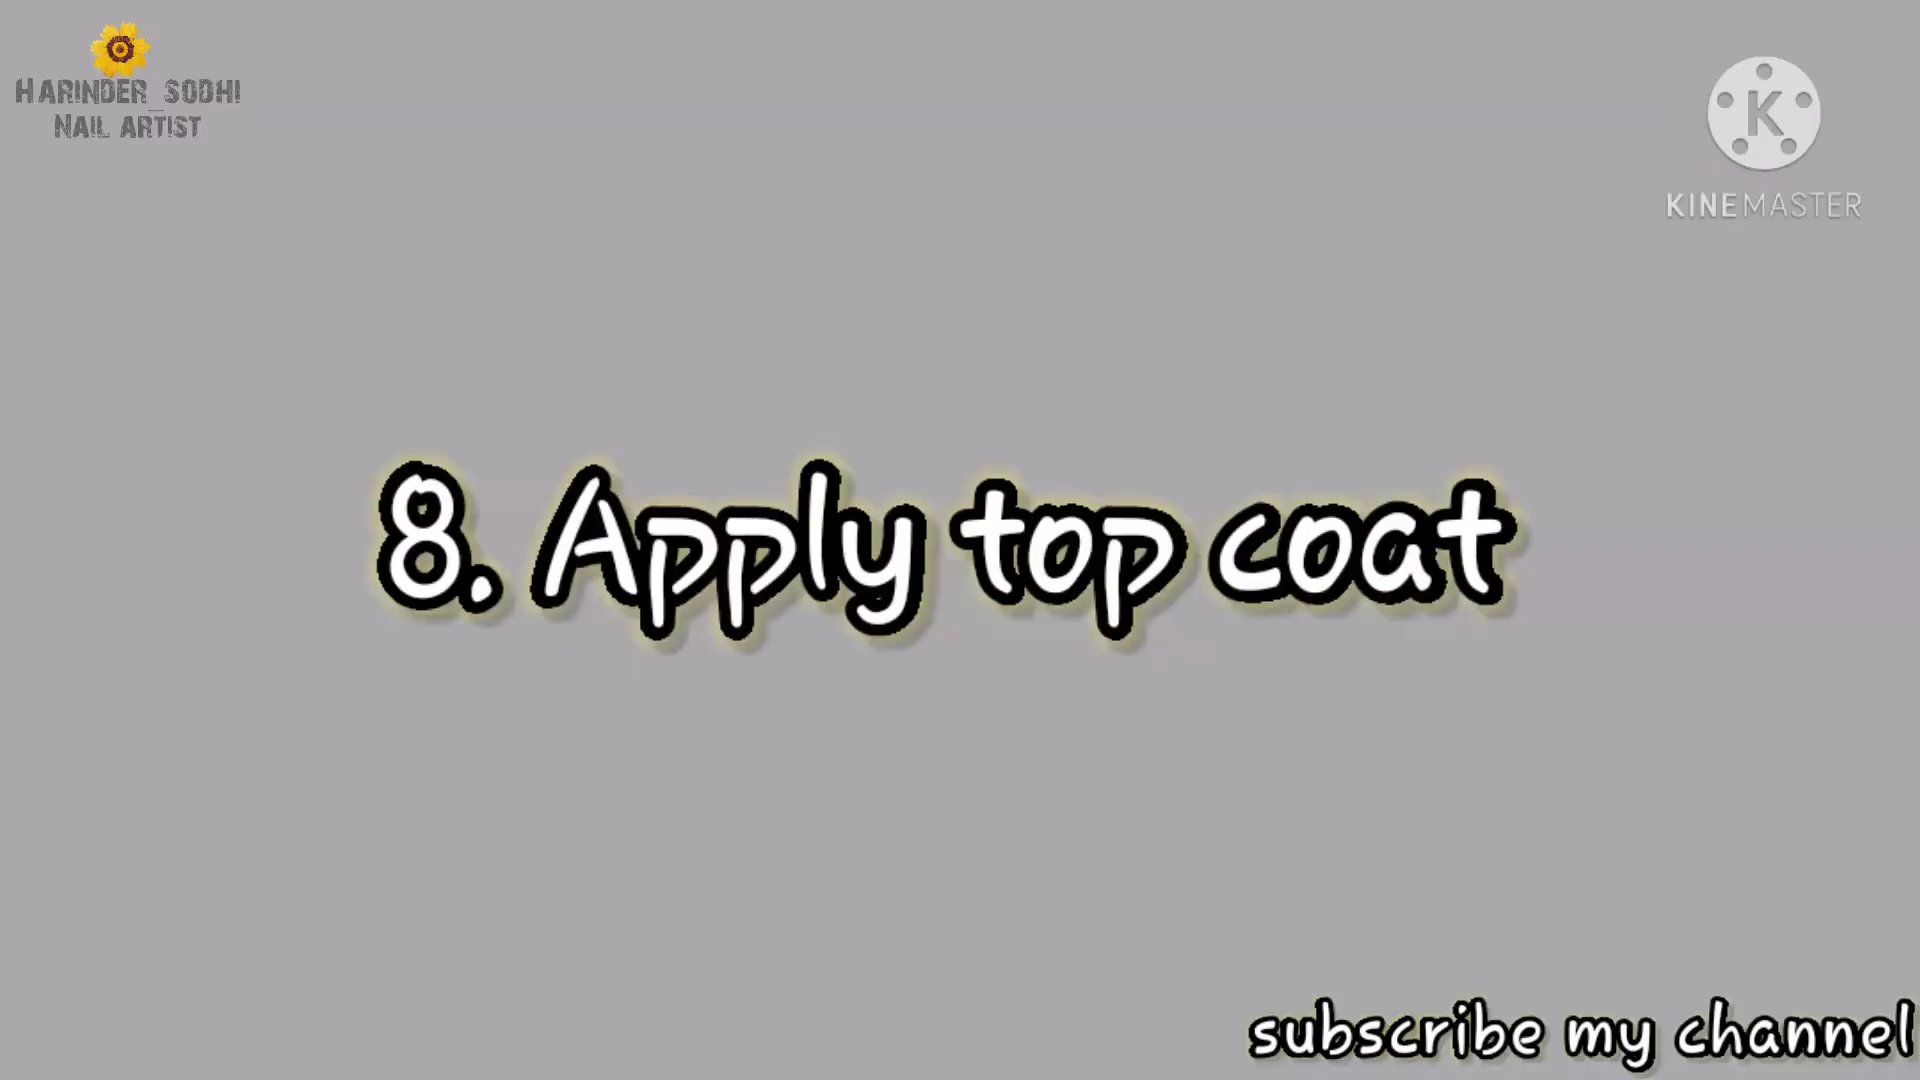 HARINDER_SODHI
NAIL ARTIST
K
KINEMASTER
8. Apply top coat
subscribe my channel